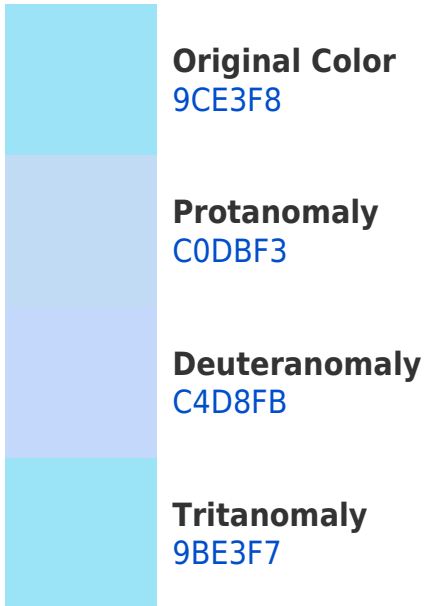 Original Color
9CE3F8
Protanomaly
C0DBF3
Deuteranomaly
C4D8FB
Tritanomaly
9BE3F7